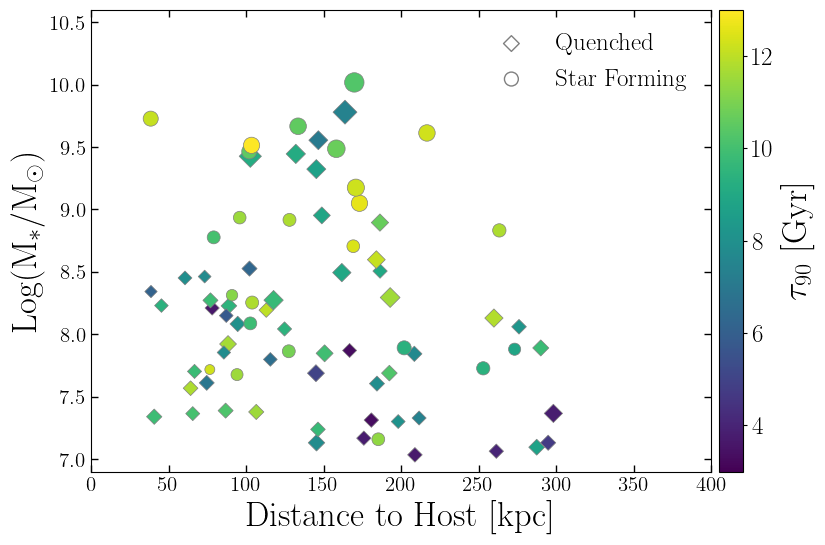 10.5
10.0
9.5
9.0
8.5
8.0
7.5
7.0
Log(M*/M⊙)
0 50 100 150 200 250 300 350 400
Distance to Host [kpc]
Quenched
Star Forming
12
10
8
6
4
τ90 [Gyr]